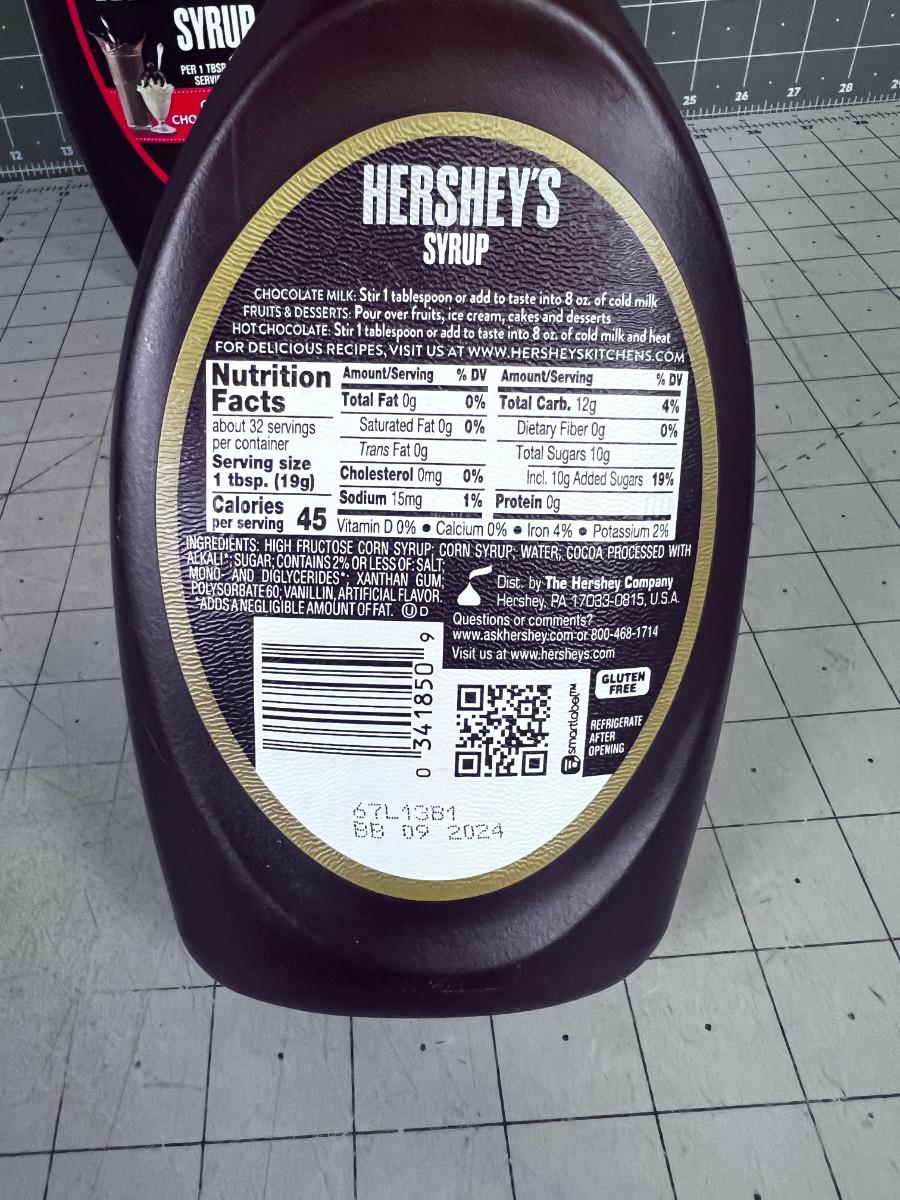 SYRUP
PER 1 TBSP
12 13
25 26 27 28 29
HERSHEY'S
SYRUP
CHOCOLATE MILK: Stir 1 tablespoon or add to taste into 8 oz. of cold milk
FRUITS & DESSERTS: Pour over fruits, ice cream, cakes and desserts
HOT CHOCOLATE: Stir 1 tablespoon or add to taste into 8 oz. of cold milk and heat
FOR DELICIOUS RECIPES, VISIT US AT WWW.HERSHEYSKITCHENS.COM
Nutrition
Facts
about 32 servings
per container
Serving size
1 tbsp. (19g)
Calories
per serving 45
Amount/Serving % DV
Total Fat 0g 0%
Saturated Fat 0g 0%
Trans Fat 0g
Cholesterol 0mg 0%
Sodium 15mg 1%
Amount/Serving % DV
Total Carb. 12g 4%
Dietary Fiber 0g 0%
Total Sugars 10g
Incl. 10g Added Sugars 19%
Protein 0g
Vitamin D 0% • Calcium 0% • Iron 4% • Potassium 2%
INGREDIENTS: HIGH FRUCTOSE CORN SYRUP; CORN SYRUP; WATER; COCOA PROCESSED WITH
ALKALI*; SUGAR; CONTAINS 2% OR LESS OF: SALT;
MONO- AND DIGLYCERIDES*; XANTHAN GUM;
POLYSORBATE 60; VANILLIN, ARTIFICIAL FLAVOR.
*ADDS A NEGLIGIBLE AMOUNT OF FAT. U D
Dist. by The Hershey Company
Hershey, PA 17033-0815, U.S.A.
Questions or comments?
www.askhershey.com or 800-468-1714
Visit us at www.hersheys.com
0 341850 9
smartlabel™
GLUTEN
FREE
REFRIGERATE
AFTER
OPENING
67L13B1
BB 09 2024